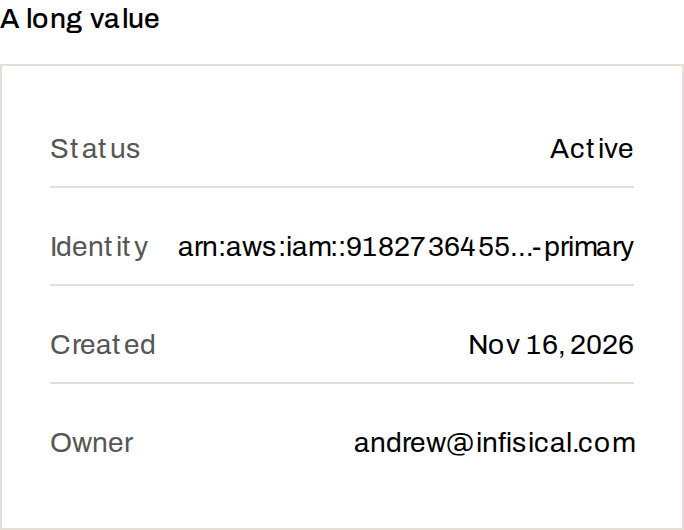 A long value
Status Active
Identity arn:aws:iam::9182736455...-primary
Created Nov 16, 2026
Owner andrew@infisical.com